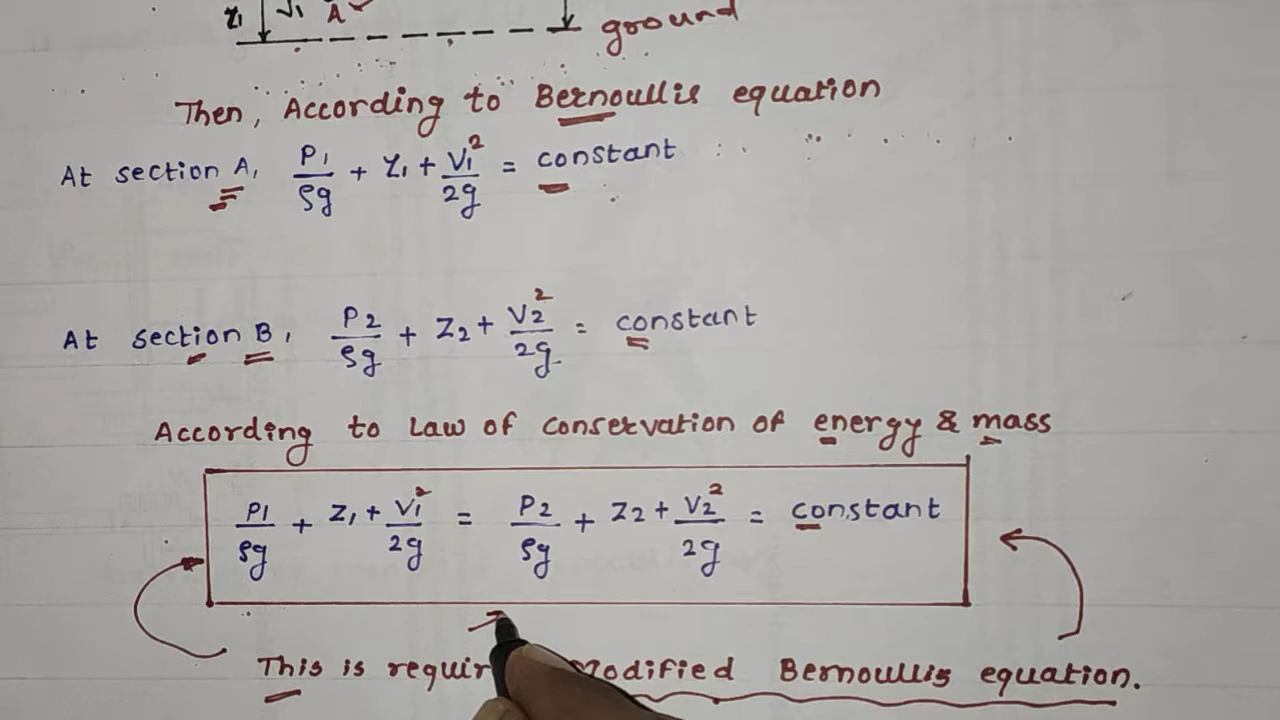 Z1 V1 A
ground
Then, According to Bernoullis equation
At section A, P1/ρg + Z1 + V1²/2g = constant
At section B, P2/ρg + Z2 + V2²/2g = constant
According to Law of conservation of energy & mass
P1/ρg + Z1 + V1²/2g = P2/ρg + Z2 + V2²/2g = constant
This is requir Modified Bernoullis equation.